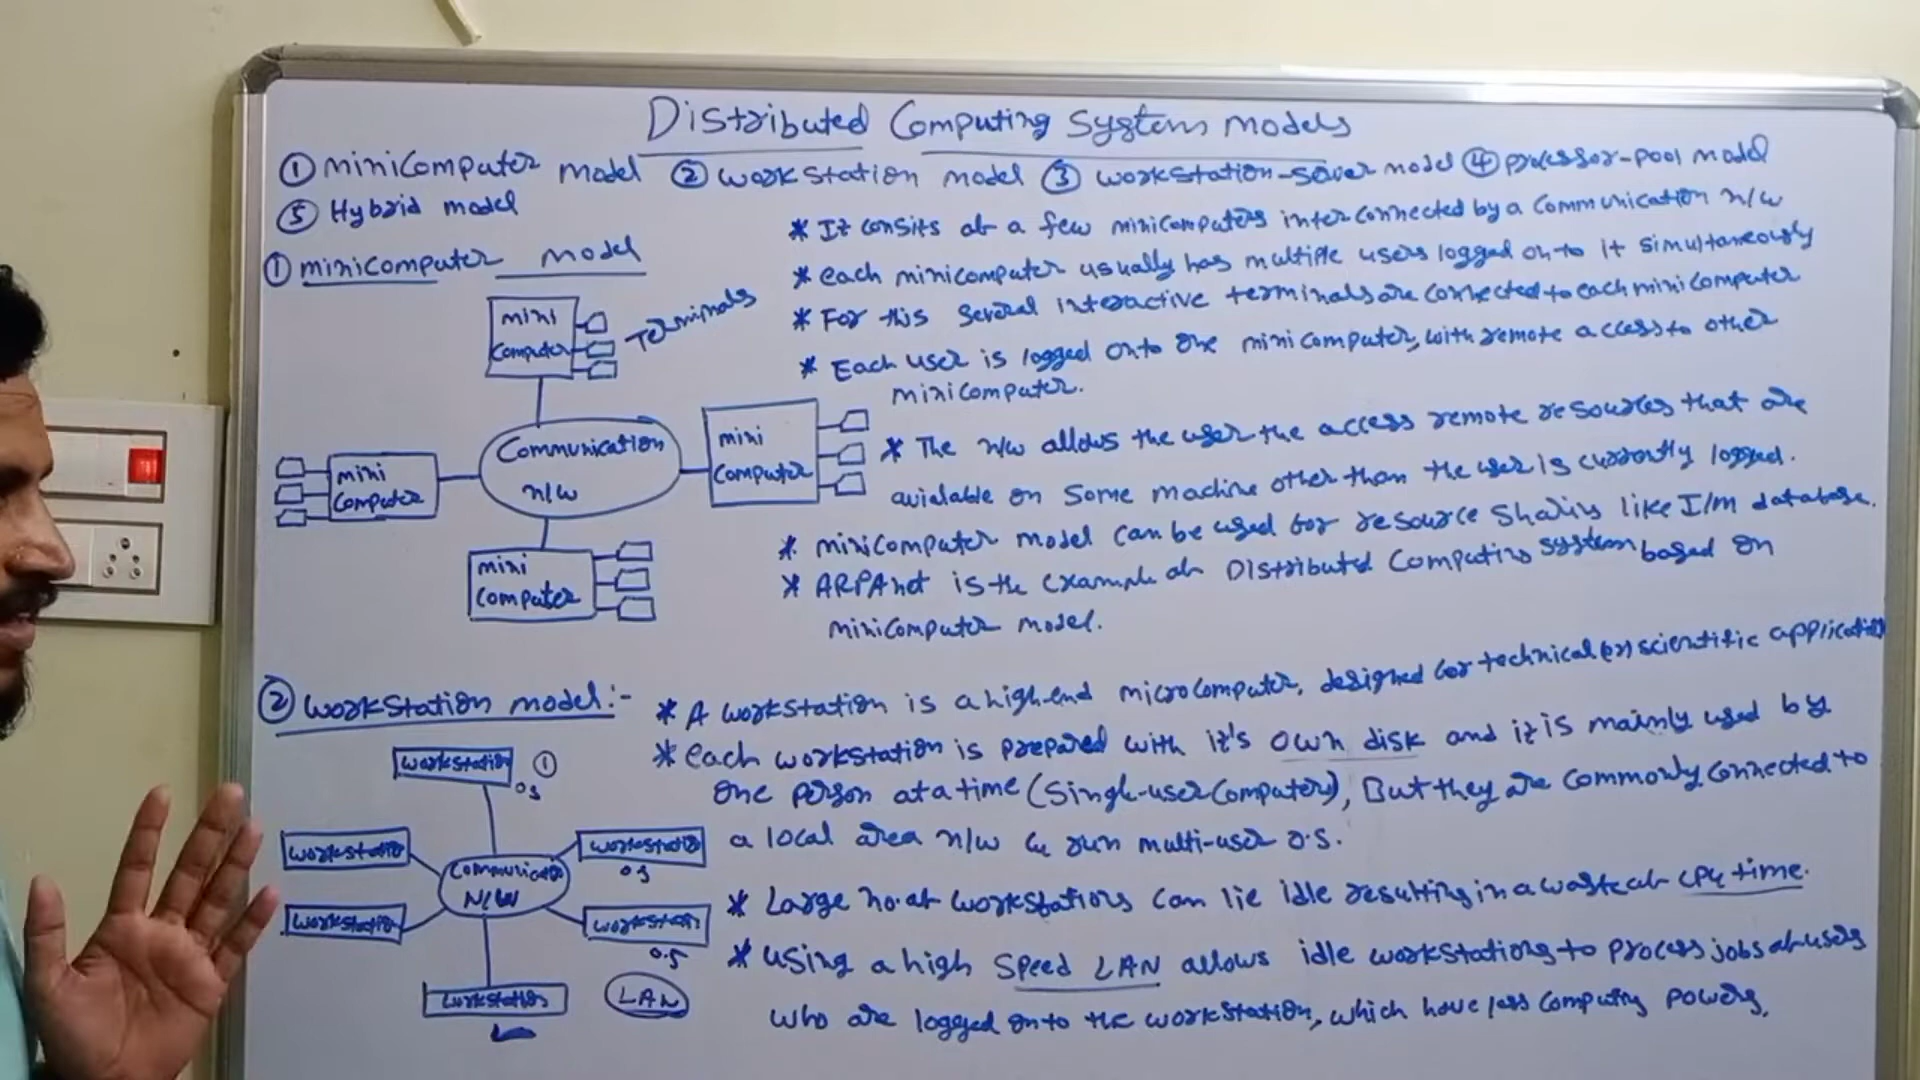 Distributed Computing Systems models
① minicomputer model ② workstation model ③ workstation-server model ④ processor-pool model
⑤ Hybrid model
① minicomputer model
* It consits of a few minicomputers interconnected by a communication n/w
* each minicomputer usually has multiple users logged on to it simultaneously
* For this several interactive terminals are connected to each minicomputer
* Each user is logged onto one minicomputer, with remote access to other
minicomputer.
* The n/w allows the user the access remote resources that are
avialable on some machine other than the user is currently logged.
* minicomputer model can be used for resource sharing like I/m database.
* ARPAnet is the example of Distributed Computing system based on
minicomputer model.
mini
computer
Terminals
mini
computer
Communication
n/w
mini
computer
mini
computer
② workstation model:-
* A workstation is a high-end microcomputer, designed for technical (or) scientific application
* each workstation is prepared with it's own disk and it is mainly used by
one person at a time (Single-user computers), But they are commonly connected to
a local area n/w & run multi-user o.s.
* Large no. of workstations can lie idle resulting in a waste of CPU time.
* using a high speed LAN allows idle workstations to process jobs of users
who are logged onto the workstation, which have less computing powers.
workstation ①
os
workstatio
workstatio
os
Communicatio
N/W
workstation
workstation
o.s
workstation
LAN